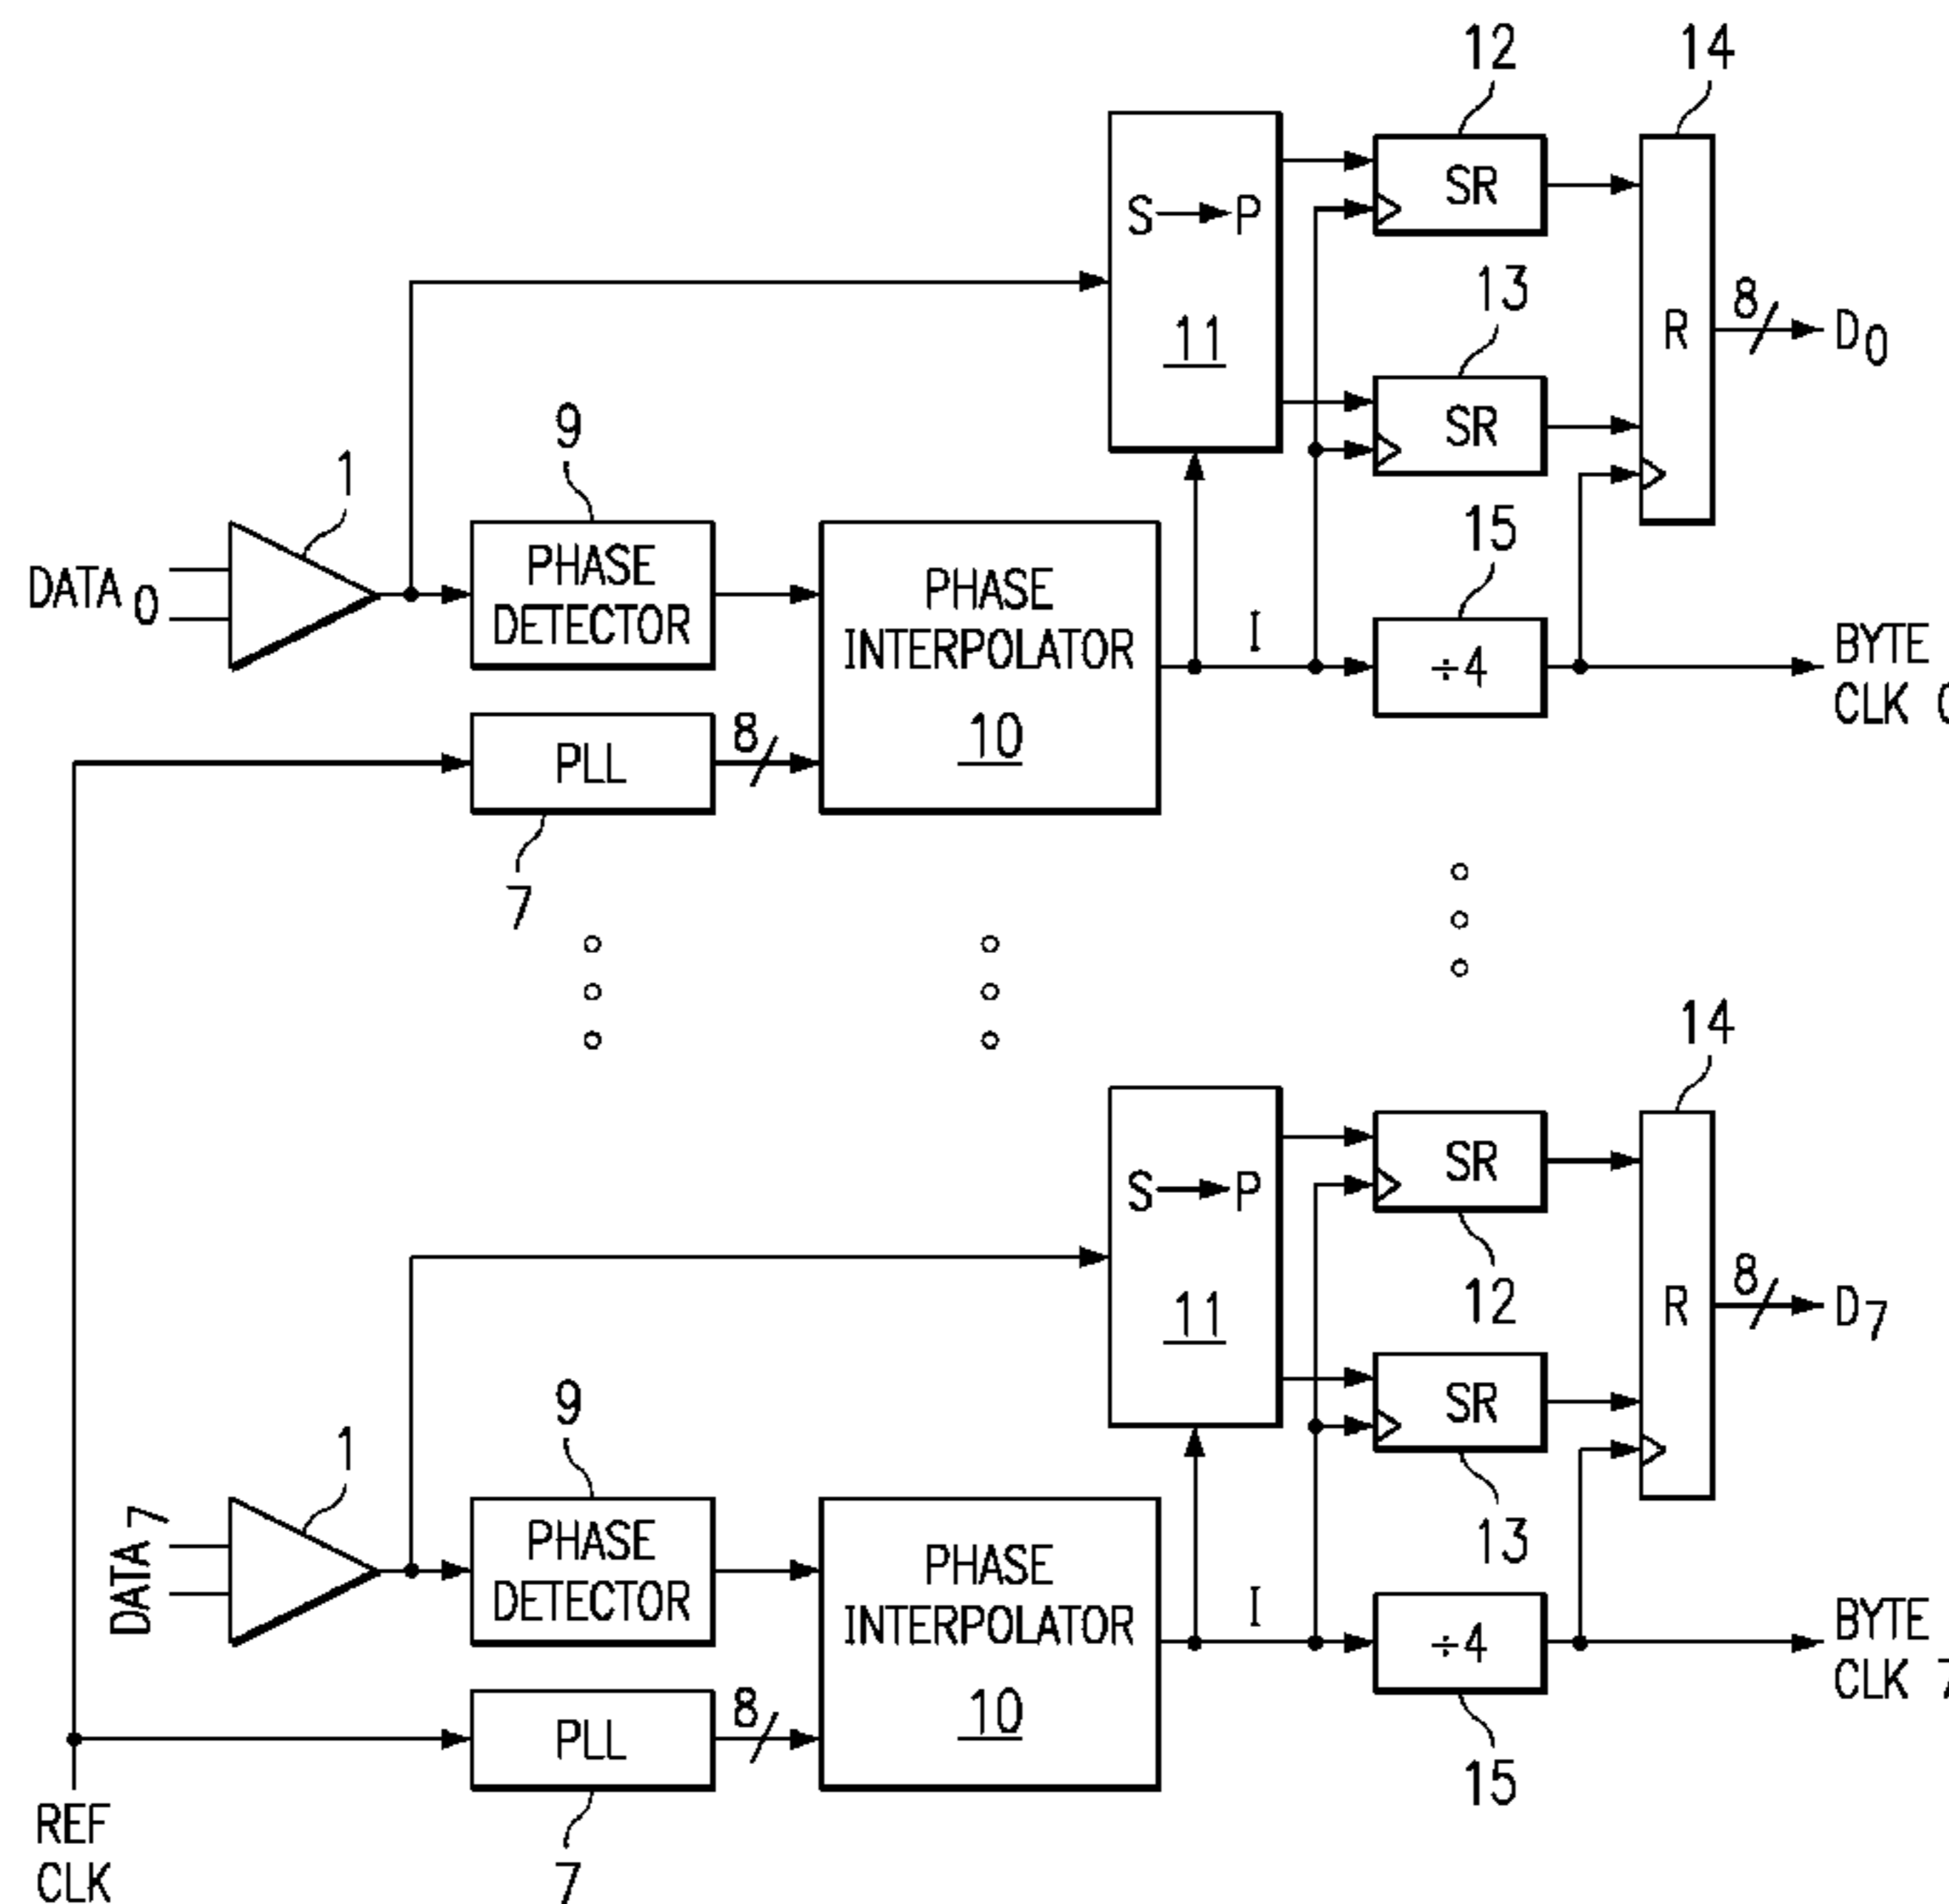 12
14
SR
S P
13
8
D0
11
R
9
SR
1
15
DATA 0
PHASE
DETECTOR
PHASE
INTERPOLATOR
I
÷4
BYTE
CLK 0
10
PLL
8
7
14
SR
S P
12
8
D7
11
R
9
SR
1
13
DATA 7
PHASE
DETECTOR
PHASE
INTERPOLATOR
I
÷4
BYTE
CLK 7
10
PLL
8
15
REF
CLK
7